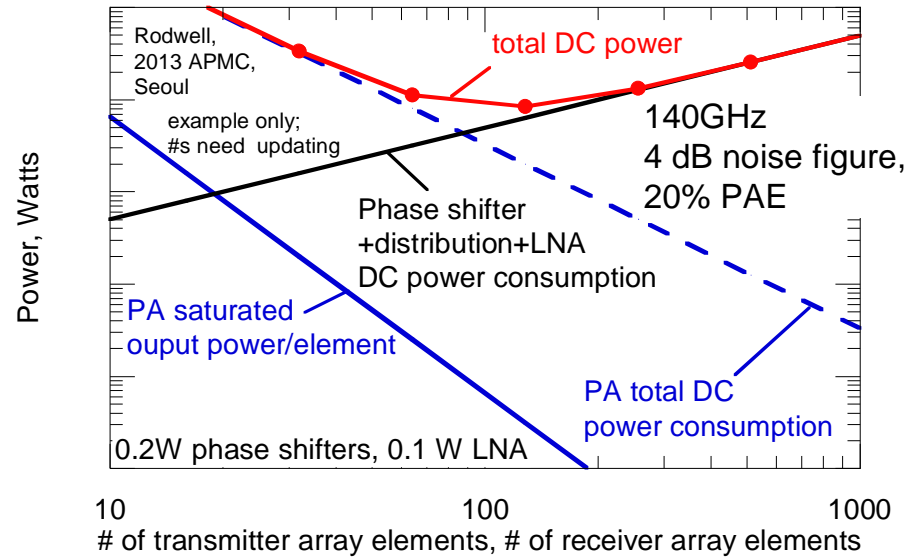 Rodwell,
2013 APMC,
Seoul
total DC power
example only;
#s need updating
140GHz
4 dB noise figure,
20% PAE
Phase shifter
+distribution+LNA
DC power consumption
Power, Watts
PA saturated
ouput power/element
PA total DC
power consumption
0.2W phase shifters, 0.1 W LNA
10 100 1000
# of transmitter array elements, # of receiver array elements